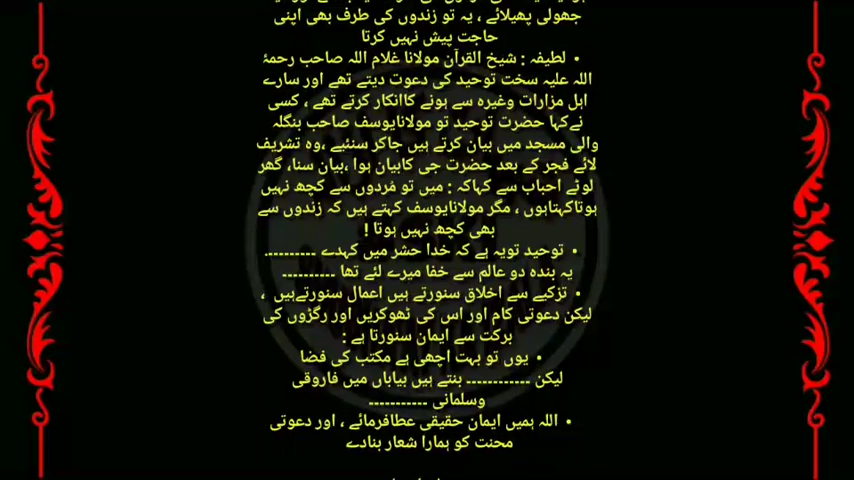 جھولی پھیلائے ، یہ تو زندوں کی طرف بھی اپنی
حاجت پیش نہیں کرتا
• لطیفہ : شیخ القرآن مولانا غلام اللہ صاحب رحمۃ
اللہ علیہ سخت توحید کی دعوت دیتے تھے اور سارے
اہل مزارات وغیرہ سے ہونے کاانکار کرتے تھے ، کسی
نےکہا حضرت توحید تو مولانایوسف صاحب بنگلہ
والی مسجد میں بیان کرتے ہیں جاکر سنئیے ،وہ تشریف
لائے فجر کے بعد حضرت جی کابیان ہوا ،بیان سنا، گھر
لوٹے احباب سے کہاکہ : میں تو مُردوں سے کچھ نہیں
ہوتاکہتاہوں ، مگر مولانایوسف کہتے ہیں کہ زندوں سے
بھی کچھ نہیں ہوتا !
• توحید تویہ ہے کہ خدا حشر میں کہدے ----------.
یہ بندہ دو عالم سے خفا میرے لئے تھا ----------
• تزکیے سے اخلاق سنورتے ہیں اعمال سنورتےہیں ،
لیکن دعوتی کام اور اس کی ٹھوکریں اور رگڑوں کی
برکت سے ایمان سنورتا ہے :
• یوں تو بہت اچھی ہے مکتب کی فضا
لیکن ------------ بنتے ہیں بیاباں میں فاروقی
وسلمانی -----------
• اللہ ہمیں ایمان حقیقی عطافرمائے ، اور دعوتی
محنت کو ہمارا شعار بنادے